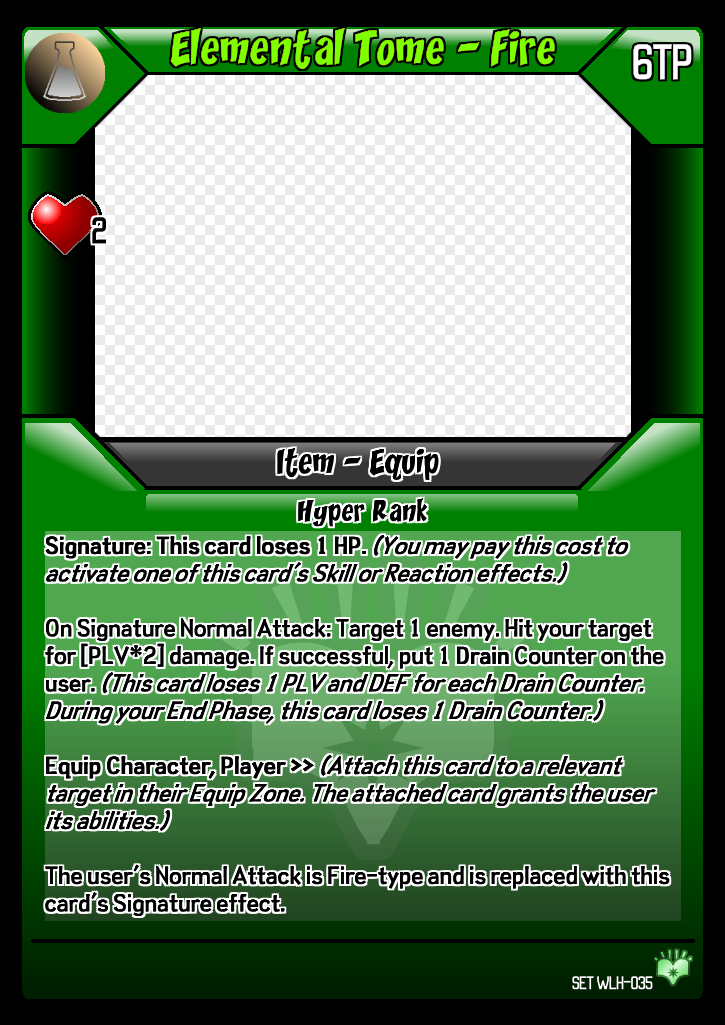 Elemental Tome - Fire
6TP
2
Item - Equip
Hyper Rank
Signature: This card loses 1 HP. (You may pay this cost to
activate one of this card's Skill or Reaction effects.)
On Signature Normal Attack: Target 1 enemy. Hit your target
for [PLV*2] damage. If successful, put 1 Drain Counter on the
user. (This card loses 1 PLV and DEF for each Drain Counter.
During your End Phase, this card loses 1 Drain Counter.)
Equip Character, Player >> (Attach this card to a relevant
target in their Equip Zone. The attached card grants the user
its abilities.)
The user's Normal Attack is Fire-type and is replaced with this
card's Signature effect.
SET WLH-035